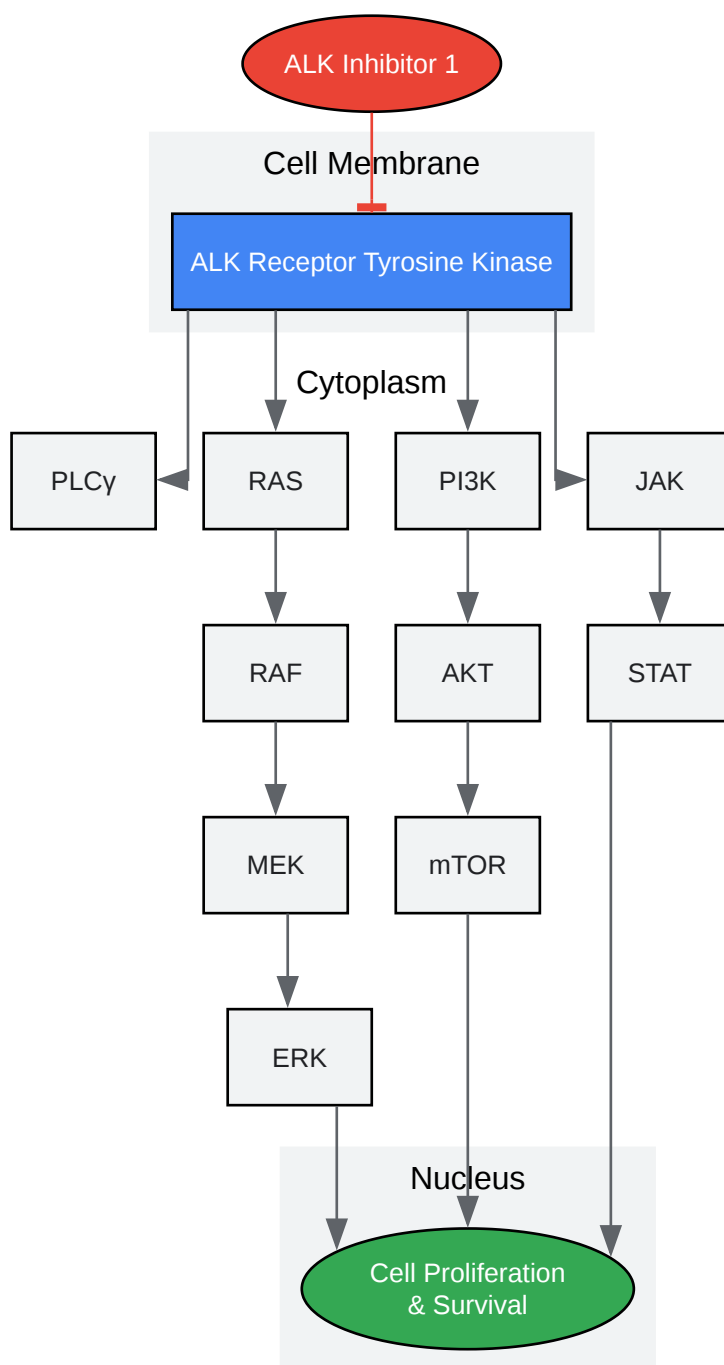 ALK Inhibitor 1
Cell Membrane
ALK Receptor Tyrosine Kinase
Cytoplasm
PLCγ
RAS
PI3K
JAK
RAF
AKT
STAT
MEK
mTOR
ERK
Nucleus
Cell Proliferation
& Survival